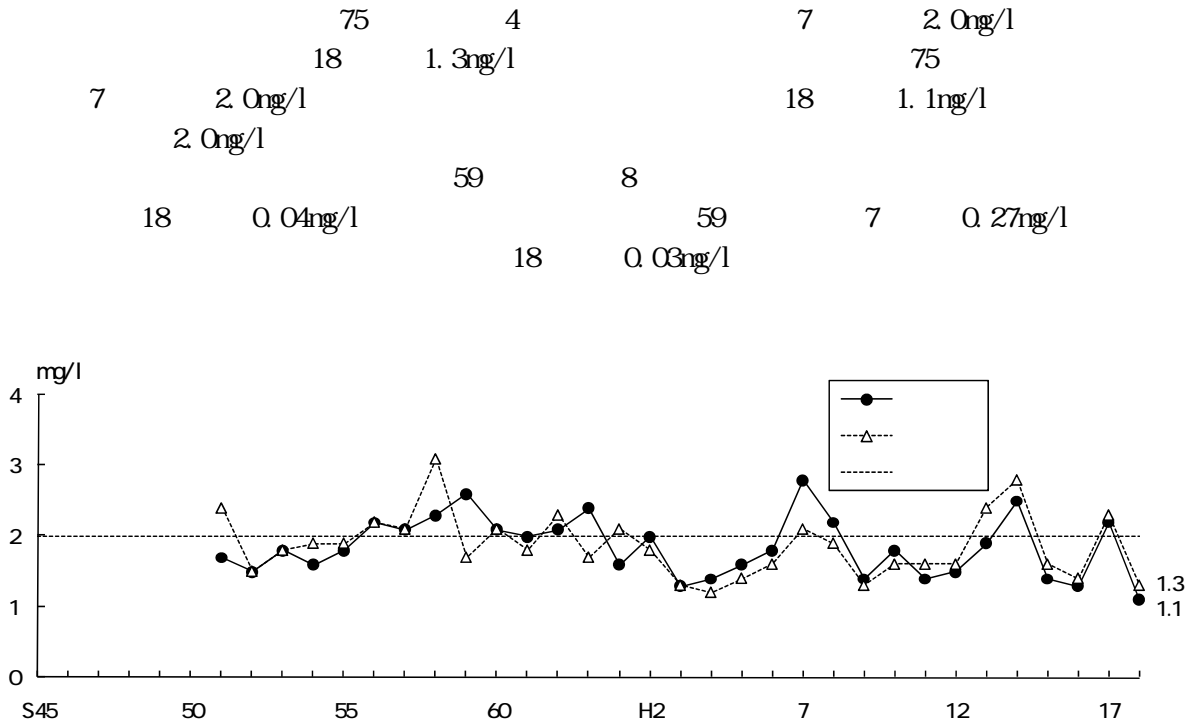 75 4 7 2.0mg/l
18 1.3mg/l 75
7 2.0mg/l 18 1.1mg/l
2.0mg/l
59 8
18 0.04mg/l 59 7 0.27mg/l
18 0.03mg/l
mg/l
4
3
2
1
0
1.3
1.1
S45 50 55 60 H2 7 12 17